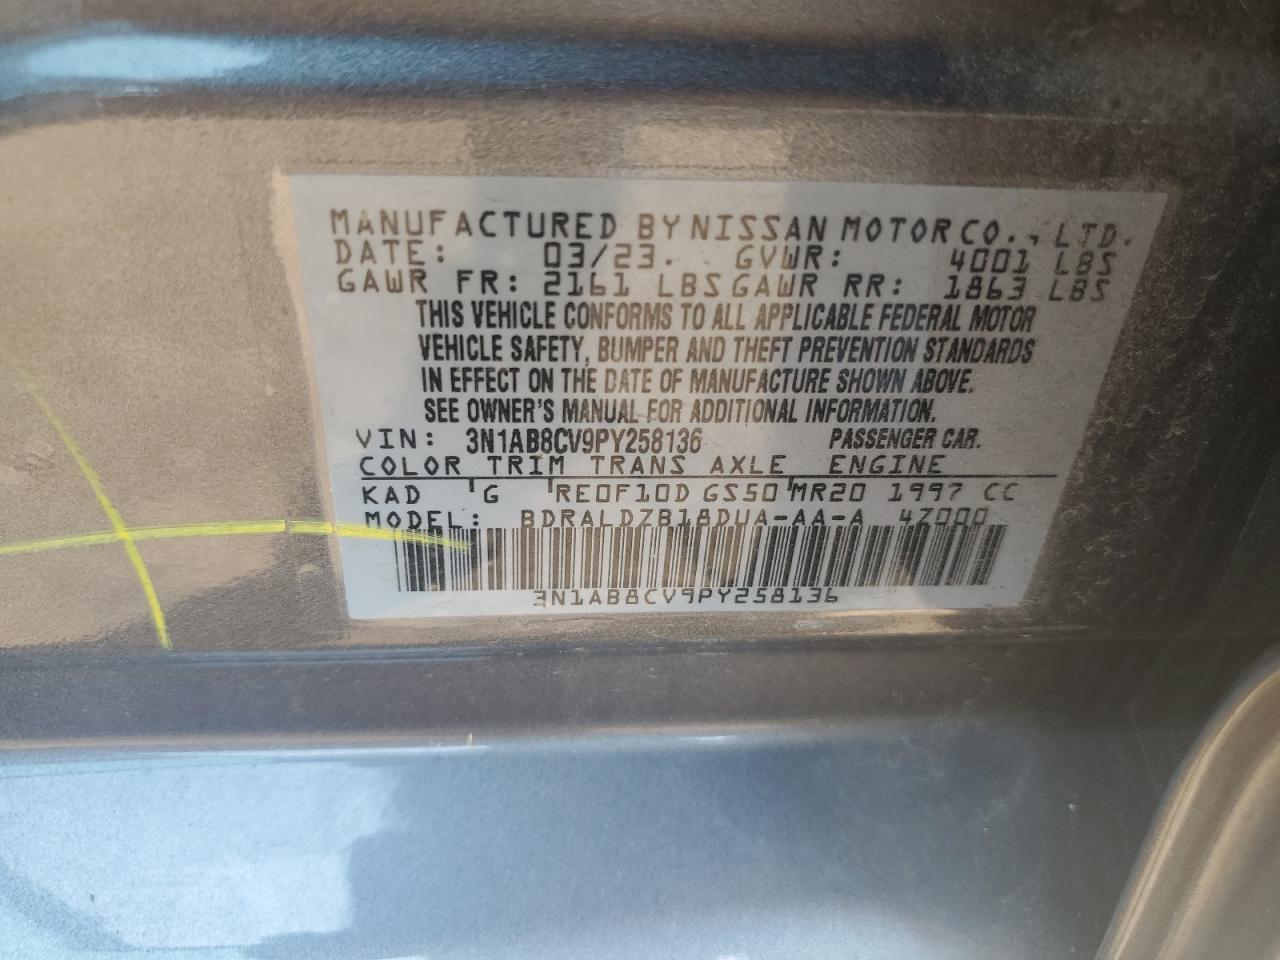 MANUFACTURED BY NISSAN MOTOR CO., LTD.
DATE: 03/23. GVWR: 4001 LBS
GAWR FR: 2161 LBS GAWR RR: 1863 LBS
THIS VEHICLE CONFORMS TO ALL APPLICABLE FEDERAL MOTOR
VEHICLE SAFETY, BUMPER AND THEFT PREVENTION STANDARDS
IN EFFECT ON THE DATE OF MANUFACTURE SHOWN ABOVE.
SEE OWNER'S MANUAL FOR ADDITIONAL INFORMATION.
VIN: 3N1AB8CV9PY258136 PASSENGER CAR.
COLOR TRIM TRANS AXLE ENGINE
KAD G RE0F10D GS50 MR20 1997 CC
MODEL: BDRALDZB18DUA-AA-A 4Z000
3N1AB8CV9PY258136